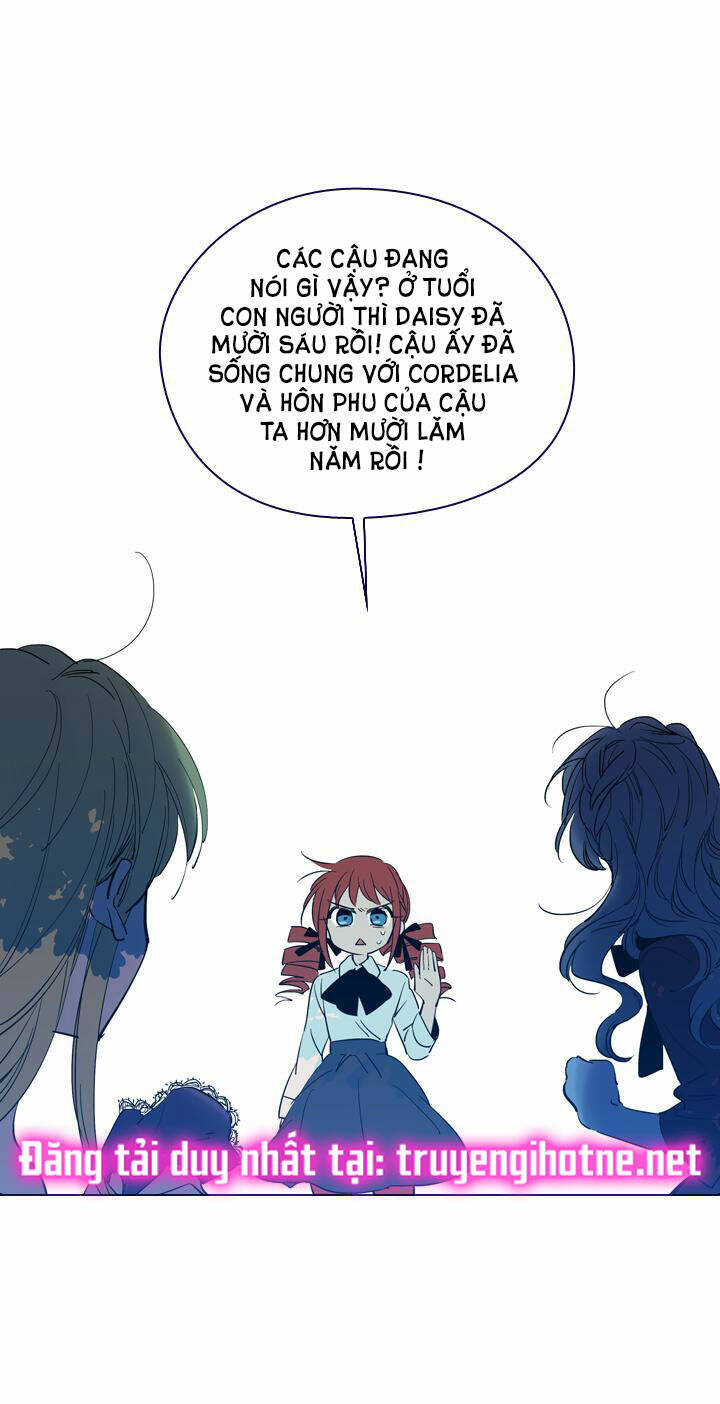 CÁC CẬU ĐANG
NÓI GÌ VẬY? Ở TUỔI
CON NGƯỜI THÌ DAISY ĐÃ
MƯỜI SÁU RỒI! CẬU ẤY ĐÃ
SỐNG CHUNG VỚI CORDELIA
VÀ HÔN PHU CỦA CẬU
TA HƠN MƯỜI LĂM
NĂM RỒI !
Đăng tải duy nhất tại: truyengihotne.net